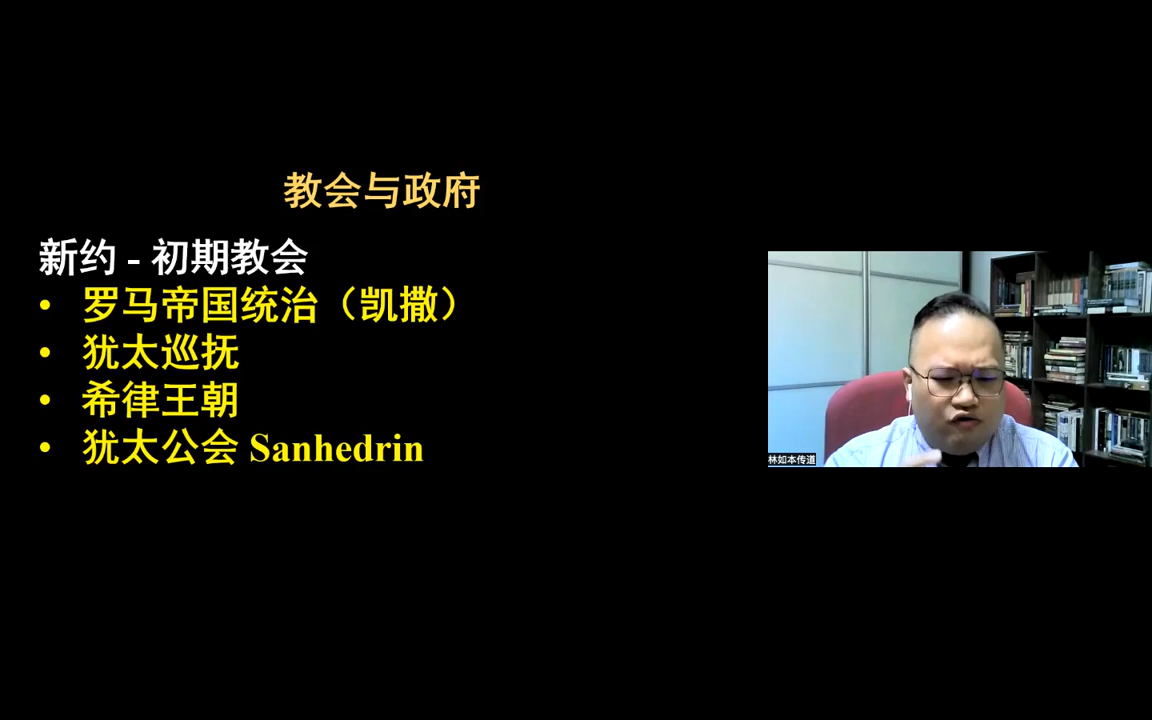 教会与政府
新约 - 初期教会
• 罗马帝国统治（凯撒）
• 犹太巡抚
• 希律王朝
• 犹太公会 Sanhedrin
林如本传道